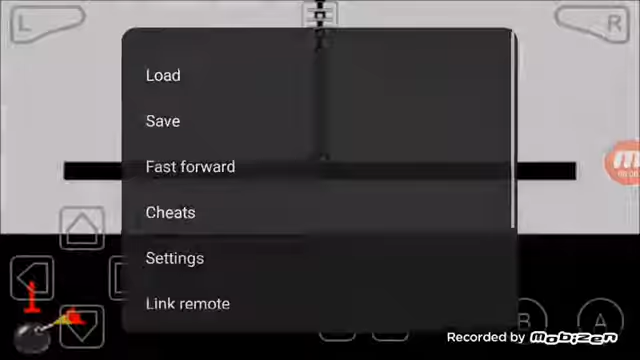 L
R
Load
Save
Fast forward
Cheats
Settings
Link remote
B
A
Recorded by Mobizen